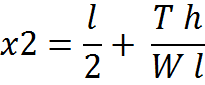 x2 = l/2 + T h/W l